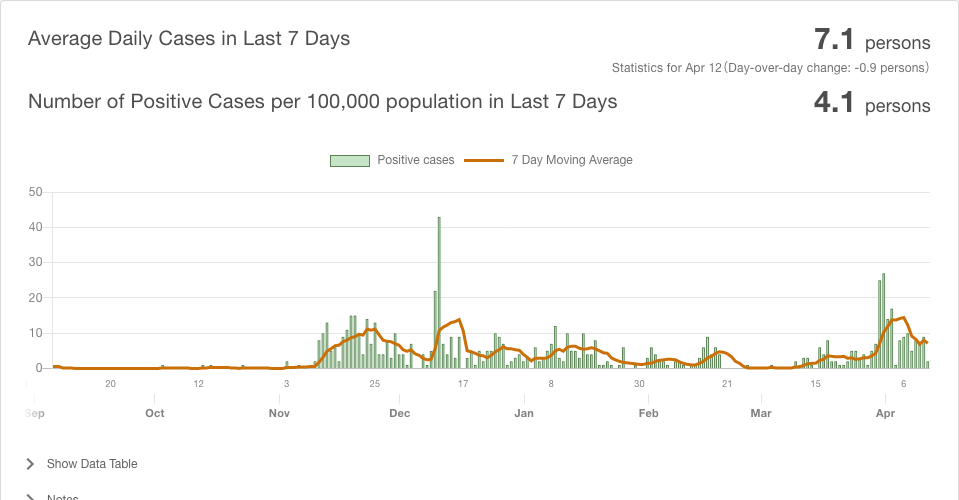 Average Daily Cases in Last 7 Days
7.1 persons
Statistics for Apr 12 (Day-over-day change: -0.9 persons)
Number of Positive Cases per 100,000 population in Last 7 Days
4.1 persons
Positive cases
7 Day Moving Average
50
40
30
20
10
0
20 12 3 25 17 8 30 21 15 6
Sep Oct Nov Dec Jan Feb Mar Apr
Show Data Table
Notes